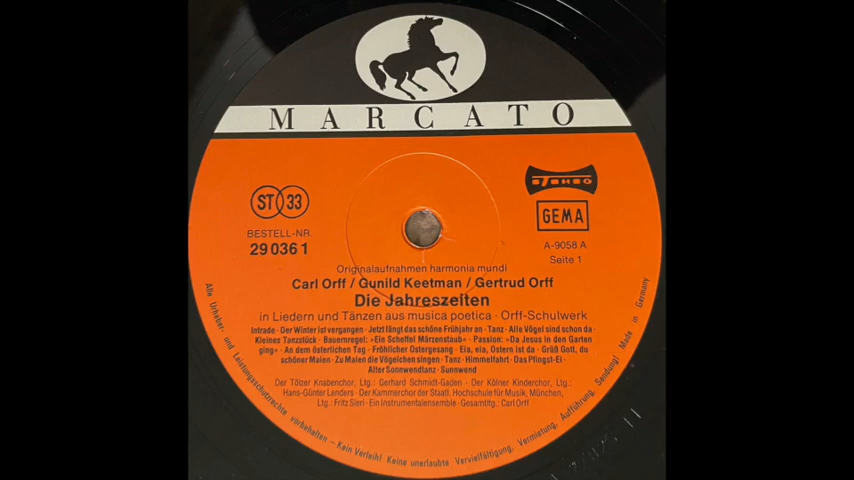 MARCATO
ST 33
STEREO
GEMA
BESTELL-NR.
29 036 1
A-9058 A
Seite 1
Originalaufnahmen harmonia mundi
Carl Orff / Gunild Keetman / Gertrud Orff
Die Jahreszeiten
in Liedern und Tänzen aus musica poetica · Orff-Schulwerk
Intrade · Der Winter ist vergangen · Jetzt fängt das schöne Frühjahr an · Tanz · Alle Vögel sind schon da ·
Kleines Tanzstück · Bauernregel: »Ein Scheffel Märzenstaub« · Passion: »Da Jesus in den Garten
ging« · An dem österlichen Tag · Fröhlicher Ostergesang · Eia, eia, Ostern ist da · Grüß Gott, du
schöner Maien · Zu Maien die Vögelchen singen · Tanz · Himmelfahrt · Das Pfingst-Ei ·
Alter Sonnwendtanz · Sunnwend
Der Tölzer Knabenchor, Ltg.: Gerhard Schmidt-Gaden · Der Kölner Kinderchor, Ltg.:
Hans-Günter Lenders · Der Kammerchor der Staatl. Hochschule für Musik, München,
Ltg.: Fritz Sieri · Ein Instrumentalensemble · Gesamtltg.: Carl Orff
Alle Urheber- und Leistungsschutzrechte vorbehalten – Kein Verleih! Keine unerlaubte Vervielfältigung, Vermietung, Aufführung, Sendung! Made in Germany